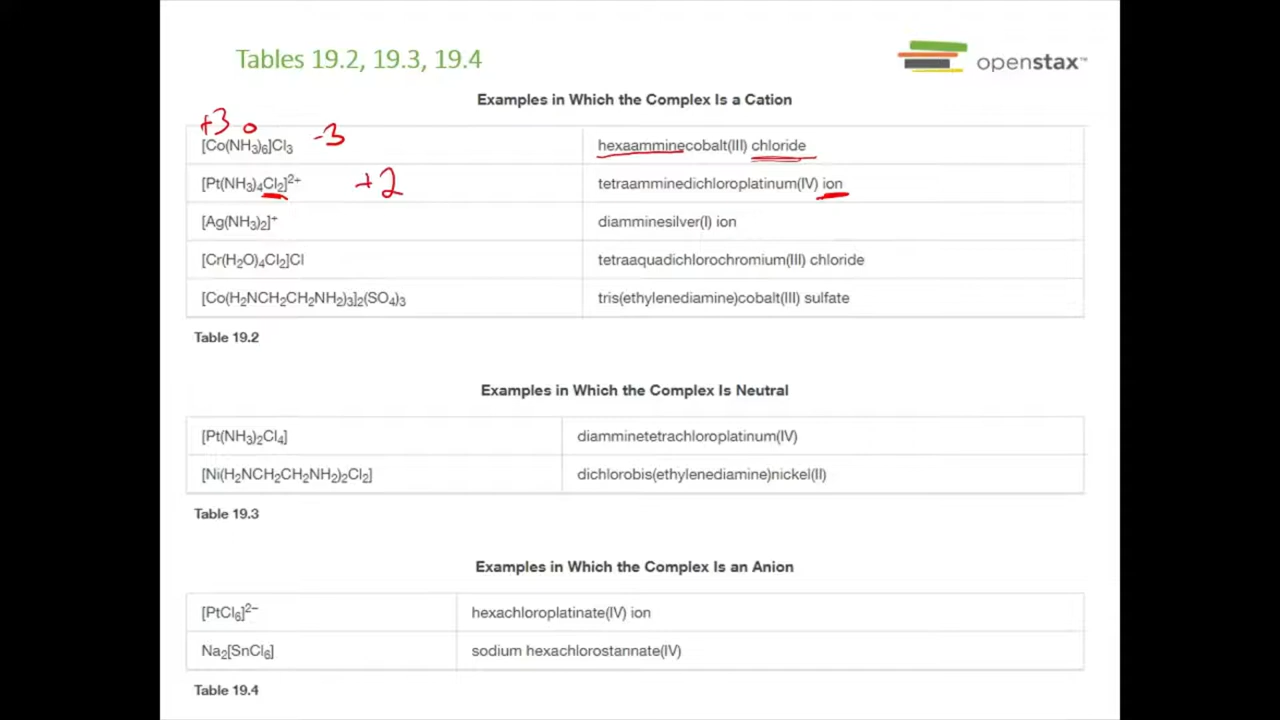 Tables 19.2, 19.3, 19.4
openstax™
Examples in Which the Complex Is a Cation
+3 0 -3
[Co(NH₃)₆]Cl₃ hexaamminecobalt(III) chloride
[Pt(NH₃)₄Cl₂]²⁺ +2 tetraamminedichloroplatinum(IV) ion
[Ag(NH₃)₂]⁺ diamminesilver(I) ion
[Cr(H₂O)₄Cl₂]Cl tetraaquadichlorochromium(III) chloride
[Co(H₂NCH₂CH₂NH₂)₃]₂(SO₄)₃ tris(ethylenediamine)cobalt(III) sulfate
Table 19.2
Examples in Which the Complex Is Neutral
[Pt(NH₃)₂Cl₄] diamminetetrachloroplatinum(IV)
[Ni(H₂NCH₂CH₂NH₂)₂Cl₂] dichlorobis(ethylenediamine)nickel(II)
Table 19.3
Examples in Which the Complex Is an Anion
[PtCl₆]²⁻ hexachloroplatinate(IV) ion
Na₂[SnCl₆] sodium hexachlorostannate(IV)
Table 19.4